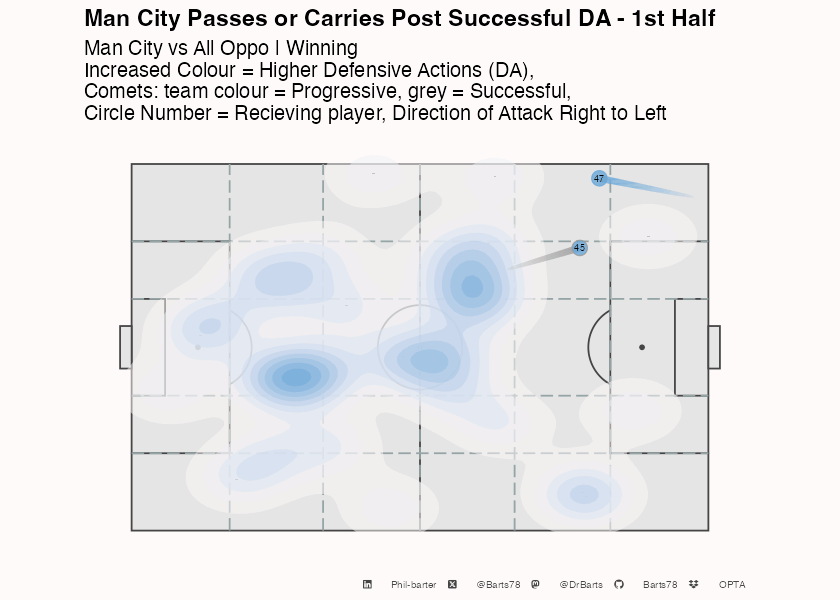 Man City Passes or Carries Post Successful DA - 1st Half
Man City vs All Oppo | Winning
Increased Colour = Higher Defensive Actions (DA),
Comets: team colour = Progressive, grey = Successful,
Circle Number = Recieving player, Direction of Attack Right to Left
47
45
Phil-barter @Barts78 @DrBarts Barts78 OPTA